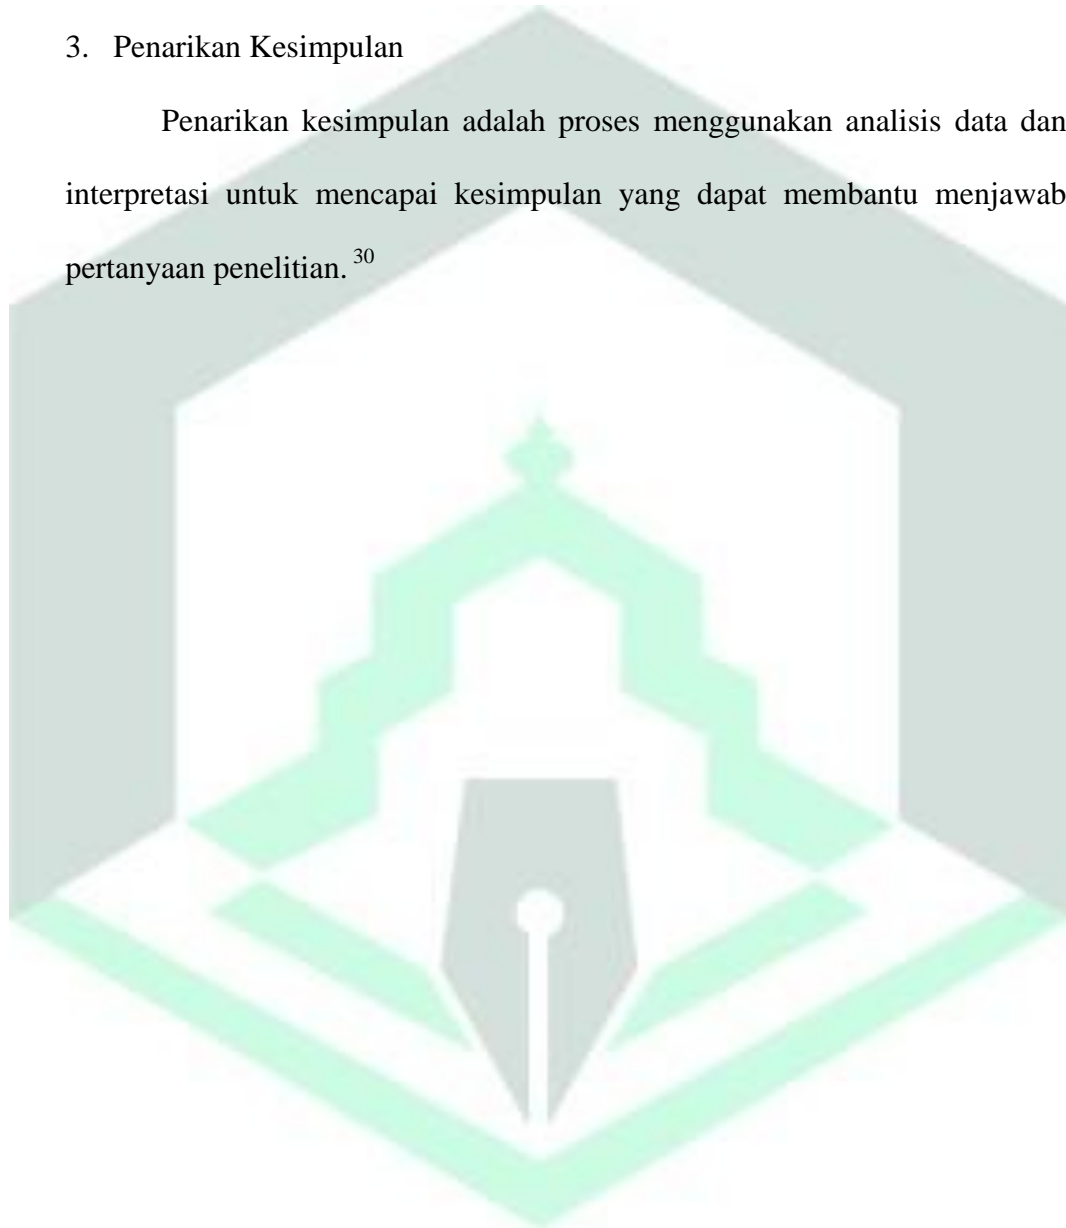 3. Penarikan Kesimpulan
Penarikan kesimpulan adalah proses menggunakan analisis data dan
interpretasi untuk mencapai kesimpulan yang dapat membantu menjawab
pertanyaan penelitian. 30